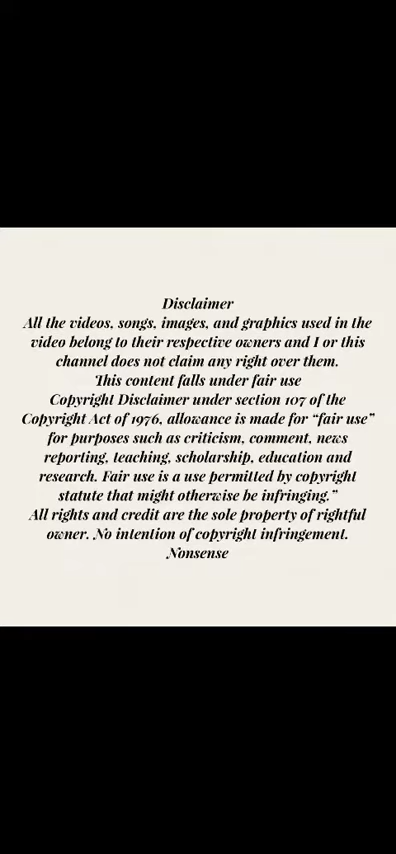 Disclaimer
All the videos, songs, images, and graphics used in the
video belong to their respective owners and I or this
channel does not claim any right over them.
This content falls under fair use
Copyright Disclaimer under section 107 of the
Copyright Act of 1976, allowance is made for “fair use”
for purposes such as criticism, comment, news
reporting, teaching, scholarship, education and
research. Fair use is a use permitted by copyright
statute that might otherwise be infringing.”
All rights and credit are the sole property of rightful
owner. No intention of copyright infringement.
Nonsense